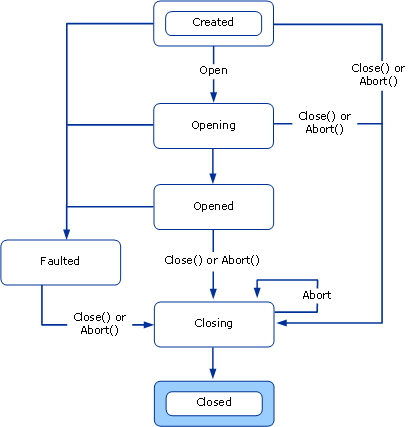 Created
Open
Close() or
Abort()
Opening
Close() or
Abort()
Opened
Close() or Abort()
Faulted
Abort
Close() or
Abort()
Closing
Closed